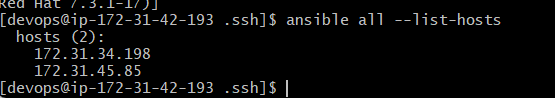 Red Hat 7.3.1-17)]
[devops@ip-172-31-42-193 .ssh]$ ansible all --list-hosts
  hosts (2):
    172.31.34.198
    172.31.45.85
[devops@ip-172-31-42-193 .ssh]$